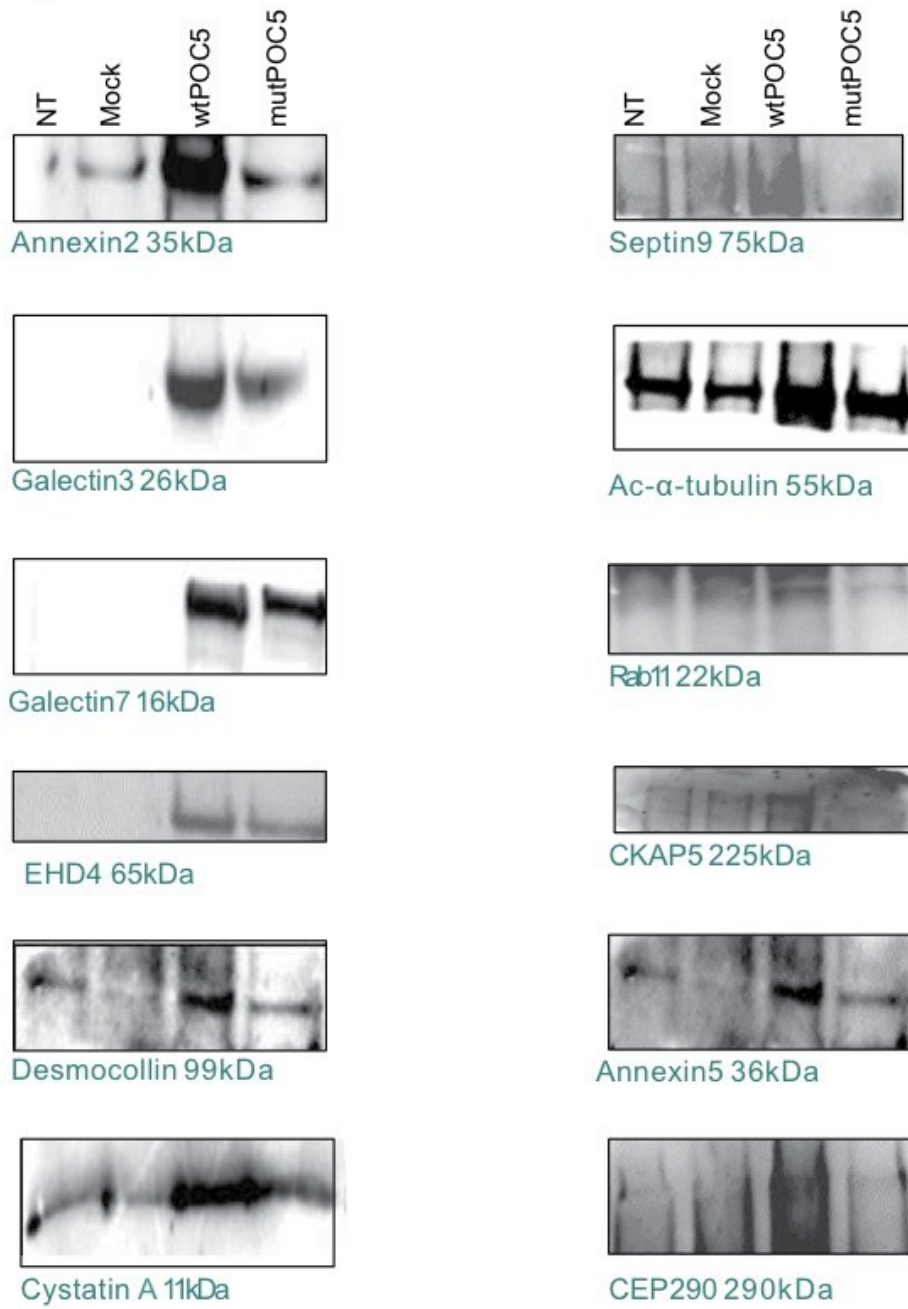 NT Mock wtPOC5 mutPOC5
Annexin2 35kDa
Galectin3 26kDa
Galectin7 16kDa
EHD4 65kDa
Desmocollin 99kDa
Cystatin A 11kDa
NT Mock wtPOC5 mutPOC5
Septin9 75kDa
Ac-α-tubulin 55kDa
Rab11 22kDa
CKAP5 225kDa
Annexin5 36kDa
CEP290 290kDa